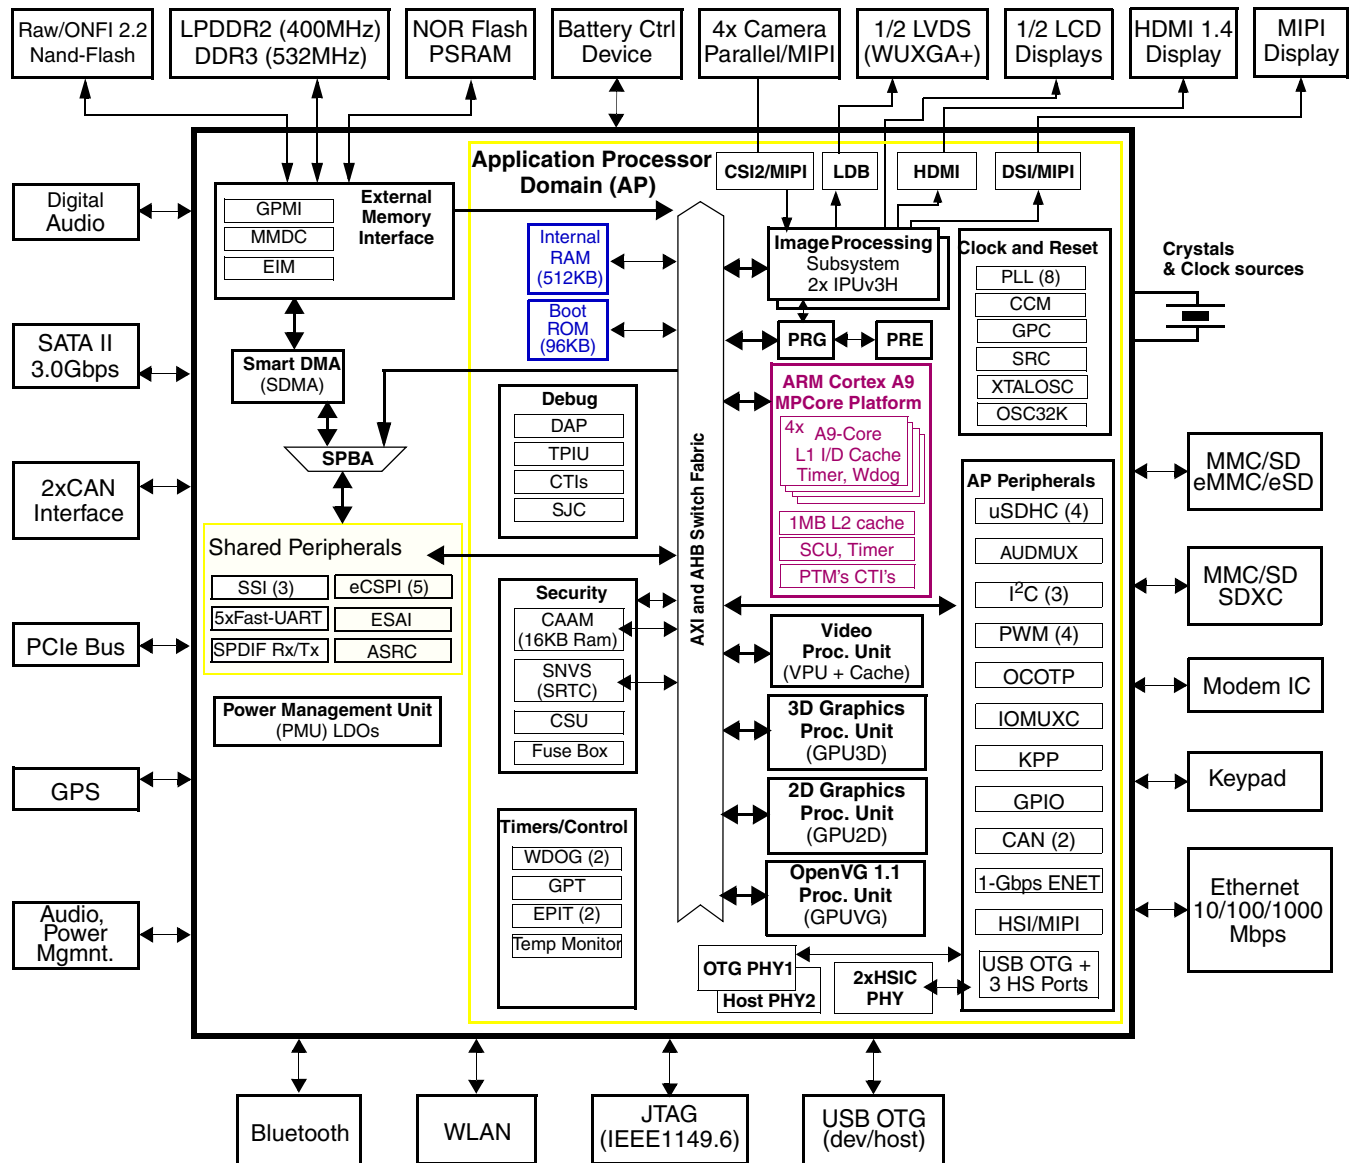 Raw/ONFI 2.2
Nand-Flash
LPDDR2 (400MHz)
DDR3 (532MHz)
NOR Flash
PSRAM
Battery Ctrl
Device
4x Camera
Parallel/MIPI
1/2 LVDS
(WUXGA+)
1/2 LCD
Displays
HDMI 1.4
Display
MIPI
Display
Digital
Audio
SATA II
3.0Gbps
2xCAN
Interface
PCIe Bus
GPS
Audio,
Power
Mgmnt.
External
Memory
Interface
GPMI
MMDC
EIM
Smart DMA
(SDMA)
SPBA
Shared Peripherals
SSI (3)
eCSPI (5)
5xFast-UART
ESAI
SPDIF Rx/Tx
ASRC
Power Management Unit
(PMU) LDOs
Application Processor
Domain (AP)
Internal
RAM
(512KB)
Boot
ROM
(96KB)
Debug
DAP
TPIU
CTIs
SJC
Security
CAAM
(16KB Ram)
SNVS
(SRTC)
CSU
Fuse Box
Timers/Control
WDOG (2)
GPT
EPIT (2)
Temp Monitor
AXI and AHB Switch Fabric
CSI2/MIPI
LDB
HDMI
DSI/MIPI
Image Processing
Subsystem
2x IPUv3H
PRG
PRE
ARM Cortex A9
MPCore Platform
4x
A9-Core
L1 I/D Cache
Timer, Wdog
1MB L2 cache
SCU, Timer
PTM's CTI's
Video
Proc. Unit
(VPU + Cache)
3D Graphics
Proc. Unit
(GPU3D)
2D Graphics
Proc. Unit
(GPU2D)
OpenVG 1.1
Proc. Unit
(GPUVG)
OTG PHY1
Host PHY2
2xHSIC
PHY
Clock and Reset
PLL (8)
CCM
GPC
SRC
XTALOSC
OSC32K
AP Peripherals
uSDHC (4)
AUDMUX
I²C (3)
PWM (4)
OCOTP
IOMUXC
KPP
GPIO
CAN (2)
1-Gbps ENET
HSI/MIPI
USB OTG +
3 HS Ports
Crystals
& Clock sources
MMC/SD
eMMC/eSD
MMC/SD
SDXC
Modem IC
Keypad
Ethernet
10/100/1000
Mbps
Bluetooth
WLAN
JTAG
(IEEE1149.6)
USB OTG
(dev/host)